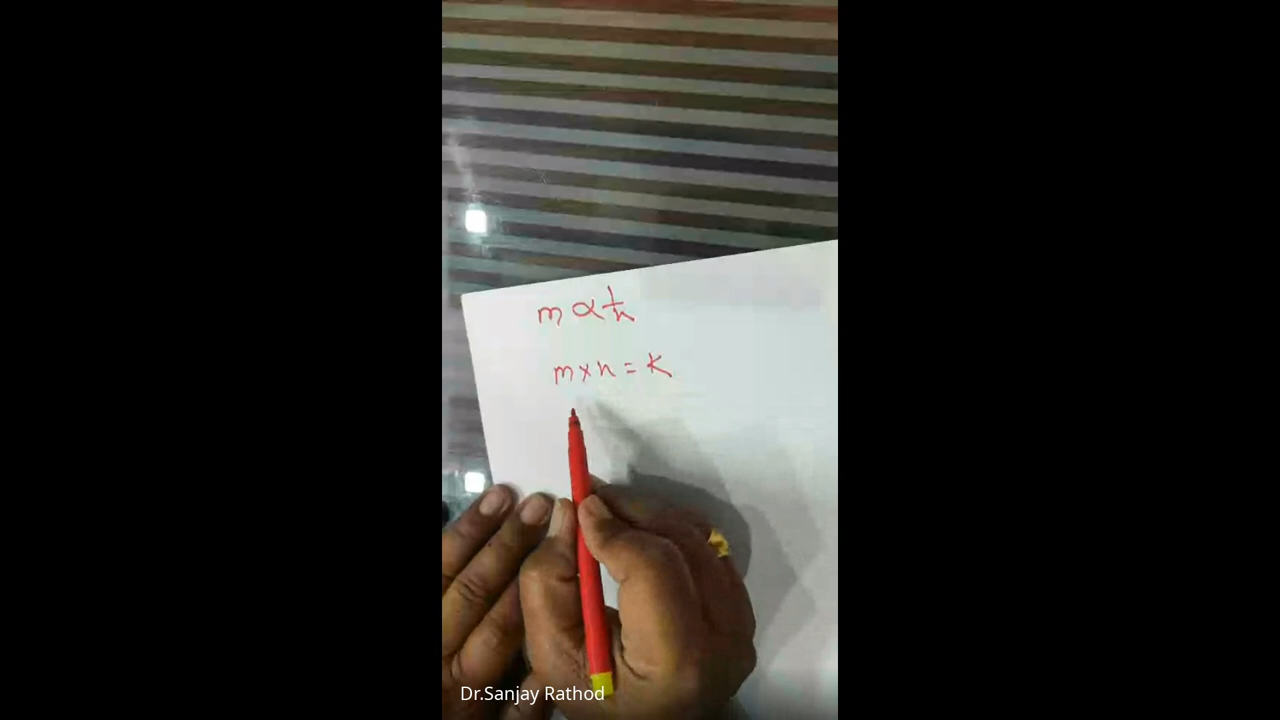 m ∝ 1/n
m × n = K
Dr.Sanjay Rathod